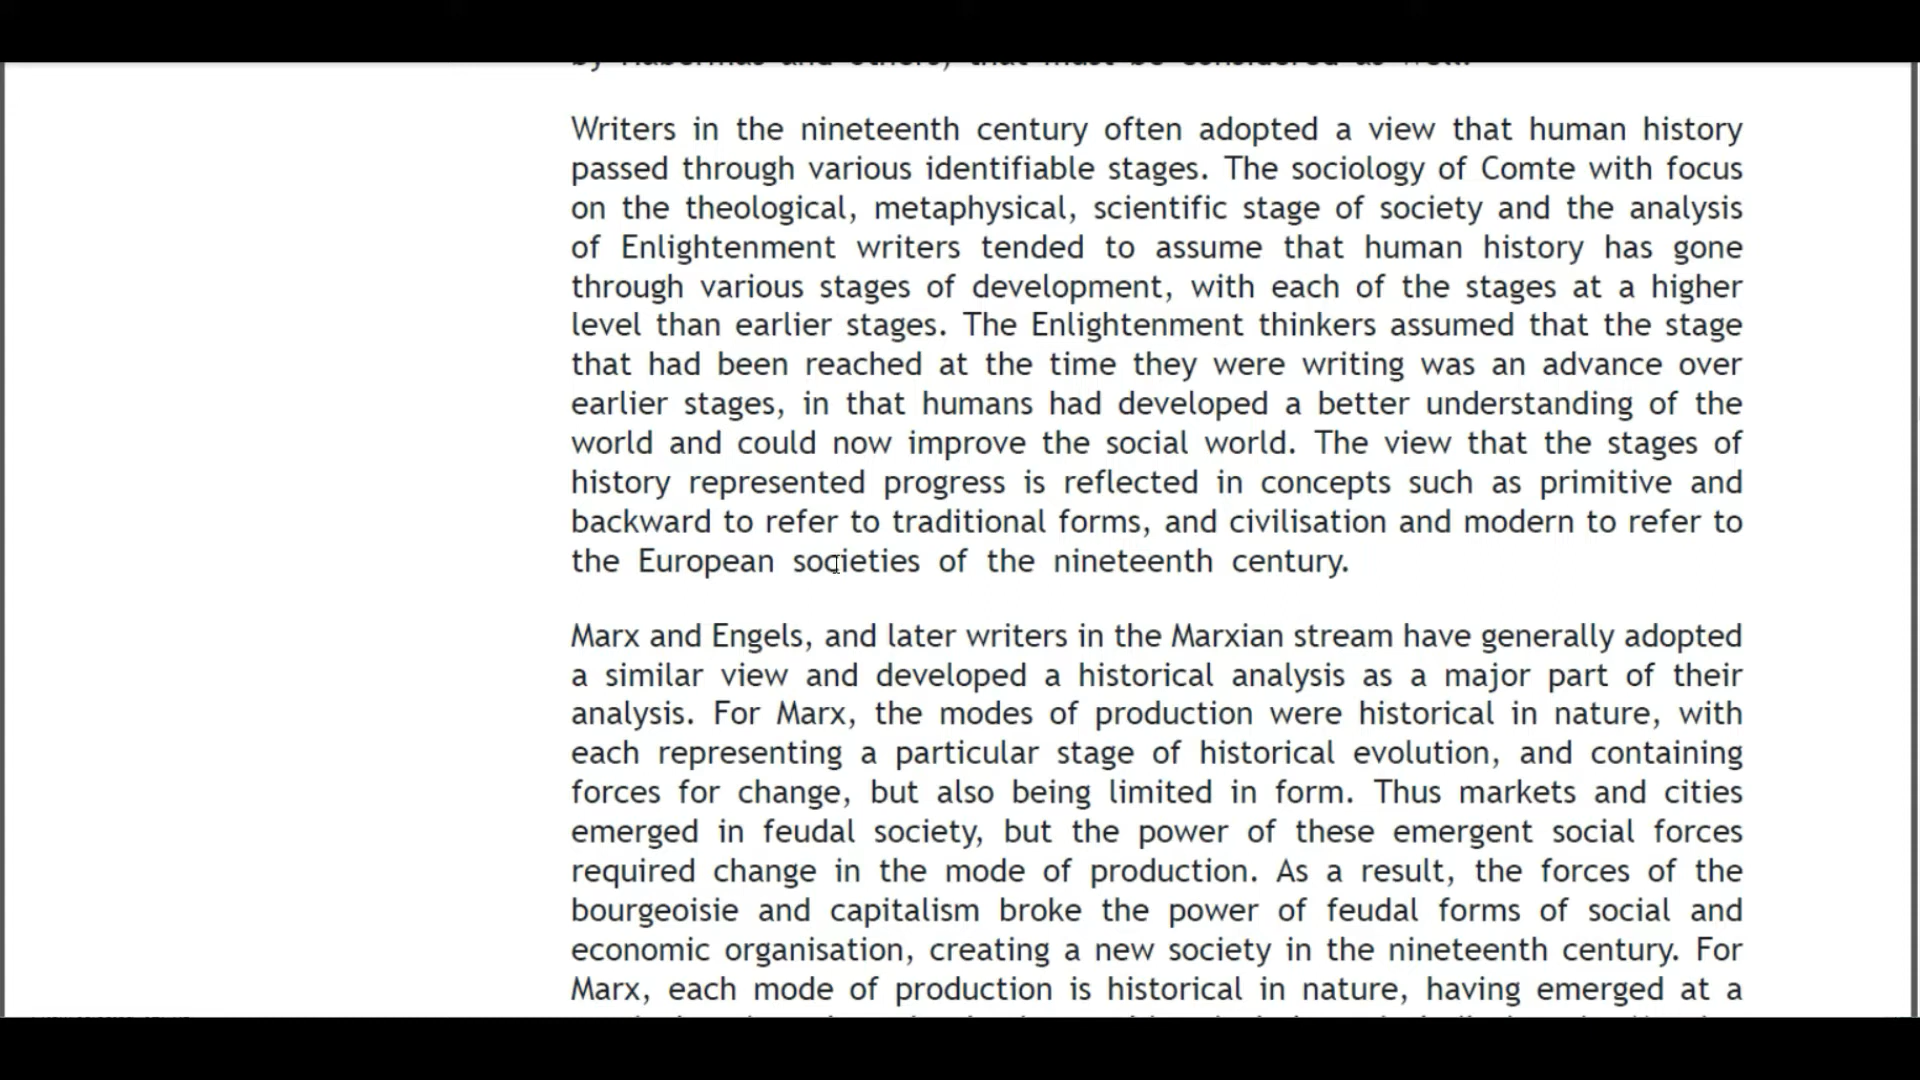 by Habermas and others, that must be considered as well.
Writers in the nineteenth century often adopted a view that human history
passed through various identifiable stages. The sociology of Comte with focus
on the theological, metaphysical, scientific stage of society and the analysis
of Enlightenment writers tended to assume that human history has gone
through various stages of development, with each of the stages at a higher
level than earlier stages. The Enlightenment thinkers assumed that the stage
that had been reached at the time they were writing was an advance over
earlier stages, in that humans had developed a better understanding of the
world and could now improve the social world. The view that the stages of
history represented progress is reflected in concepts such as primitive and
backward to refer to traditional forms, and civilisation and modern to refer to
the European societies of the nineteenth century.
Marx and Engels, and later writers in the Marxian stream have generally adopted
a similar view and developed a historical analysis as a major part of their
analysis. For Marx, the modes of production were historical in nature, with
each representing a particular stage of historical evolution, and containing
forces for change, but also being limited in form. Thus markets and cities
emerged in feudal society, but the power of these emergent social forces
required change in the mode of production. As a result, the forces of the
bourgeoisie and capitalism broke the power of feudal forms of social and
economic organisation, creating a new society in the nineteenth century. For
Marx, each mode of production is historical in nature, having emerged at a